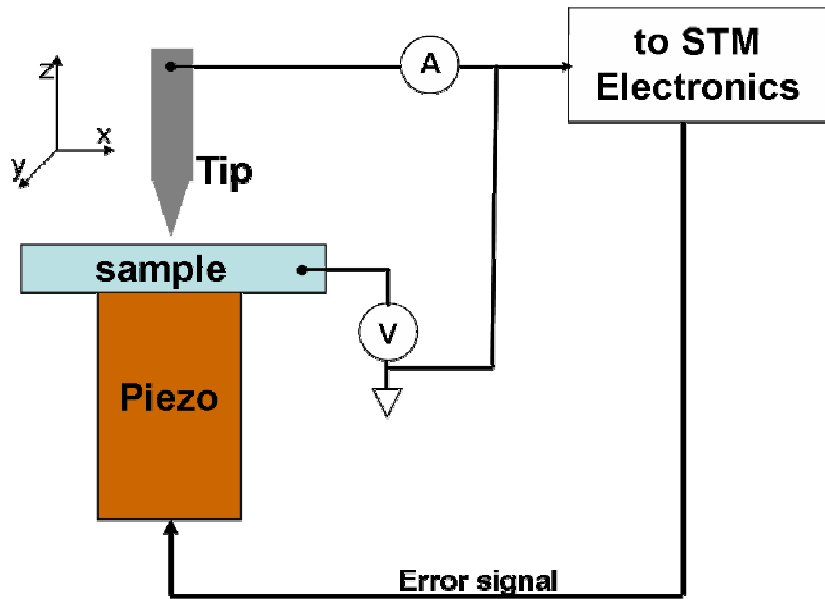 to STM
Electronics
A
z
x
y
Tip
sample
V
Piezo
Error signal